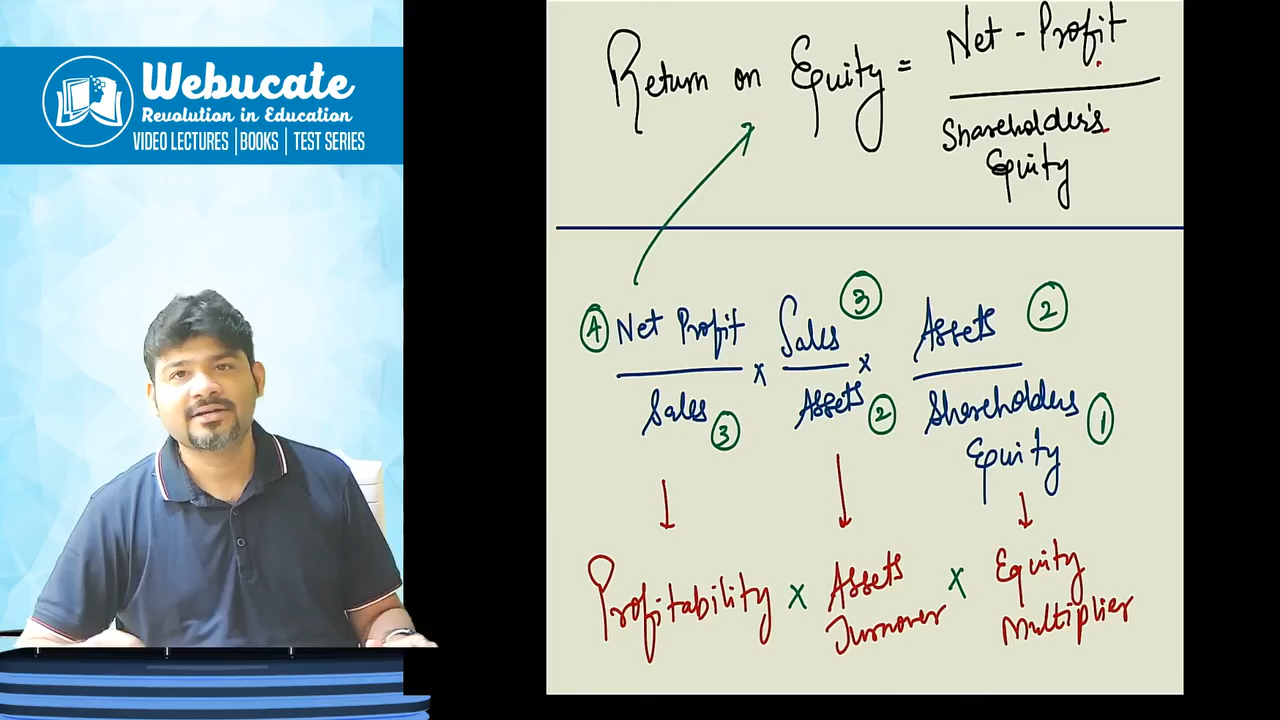 Webucate
Revolution in Education
VIDEO LECTURES | BOOKS | TEST SERIES
Return on Equity = Net - Profit
Shareholder's
Equity
4 Net Profit × Sales 3 × Assets 2
Sales 3 Assets 2 Shareholders 1
Equity
Profitability × Assets × Equity
Turnover Multiplier